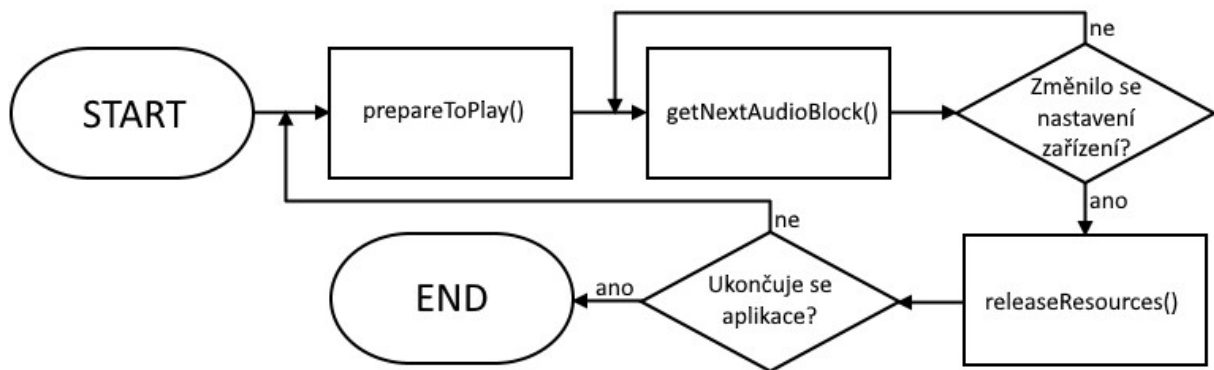 ne
START
prepareToPlay()
getNextAudioBlock()
Změnilo se
nastavení
zařízení?
ano
ne
END
ano
Ukončuje se
aplikace?
releaseResources()